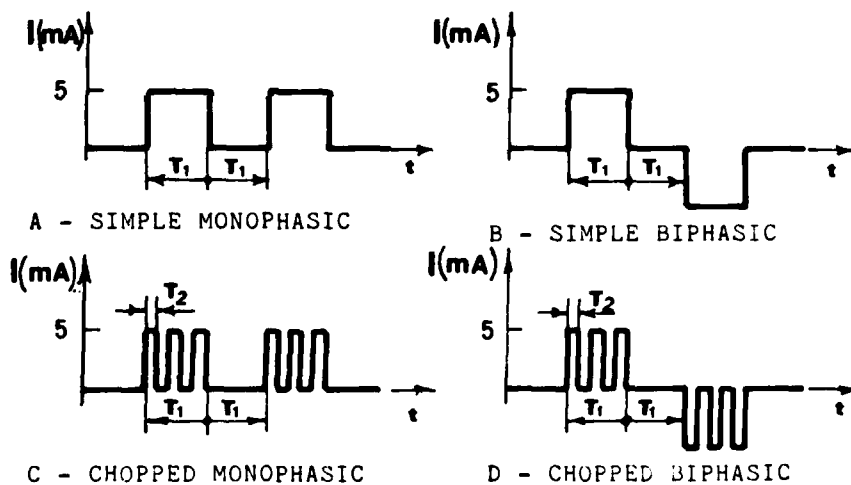 I(mA)
5
T₁ T₁
t
A - SIMPLE MONOPHASIC
I(mA)
5
T₁ T₁
t
B - SIMPLE BIPHASIC
I(mA)
T₂
5
T₁ T₁
t
C - CHOPPED MONOPHASIC
I(mA)
T₂
5
T₁ T₁
t
D - CHOPPED BIPHASIC